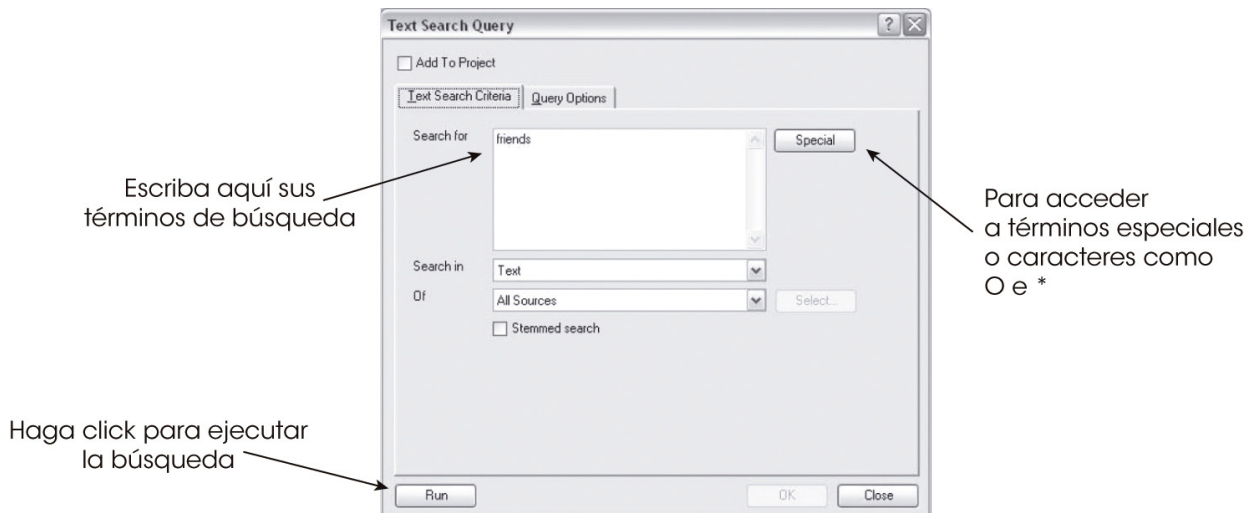 Text Search Query
Add To Project
Text Search Criteria
Query Options
Search for
friends
Special
Escriba aquí sus
términos de búsqueda
Para acceder
a términos especiales
o caracteres como
O e *
Search in
Text
Of
All Sources
Select...
Stemmed search
Haga click para ejecutar
la búsqueda
Run
OK
Close